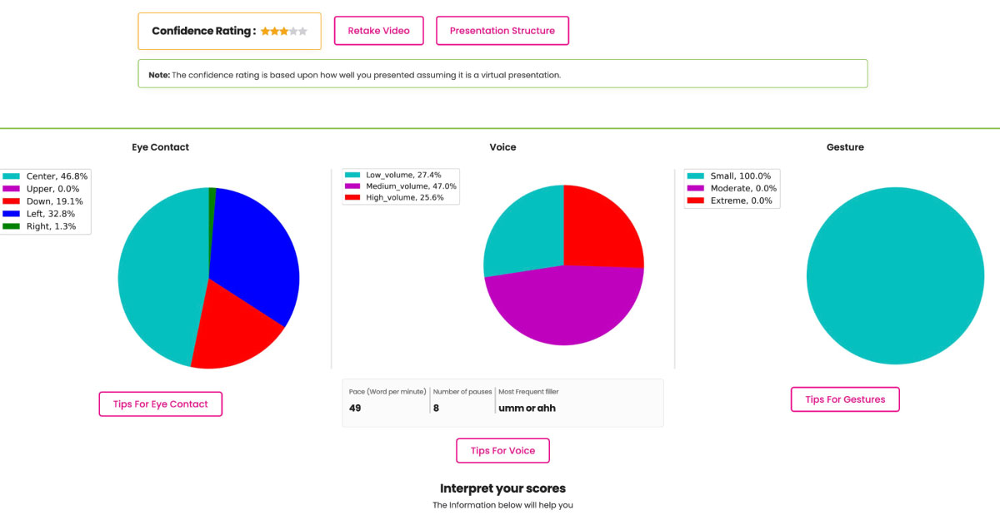 Confidence Rating :
Retake Video
Presentation Structure
Note: The confidence rating is based upon how well you presented assuming it is a virtual presentation.
Eye Contact
Center, 46.8%
Upper, 0.0%
Down, 19.1%
Left, 32.8%
Right, 1.3%
Tips For Eye Contact
Voice
Low_volume, 27.4%
Medium_volume, 47.0%
High_volume, 25.6%
Pace (Word per minute)
49
Number of pauses
8
Most Frequent filler
umm or ahh
Tips For Voice
Gesture
Small, 100.0%
Moderate, 0.0%
Extreme, 0.0%
Tips For Gestures
Interpret your scores
The Information below will help you